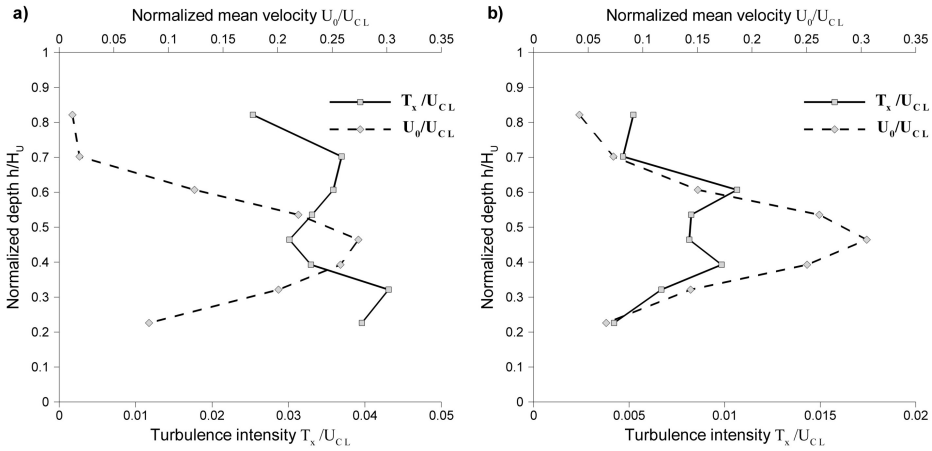 a)
Normalized mean velocity U0/UCL
0 0.05 0.1 0.15 0.2 0.25 0.3 0.35
1
0.9
0.8
0.7
0.6
0.5
0.4
0.3
0.2
0.1
0
Normalized depth h/HU
Tx /UCL
U0/UCL
0 0.01 0.02 0.03 0.04 0.05
Turbulence intensity Tx /UCL
b)
Normalized mean velocity U0/UCL
0 0.05 0.1 0.15 0.2 0.25 0.3 0.35
1
0.9
0.8
0.7
0.6
0.5
0.4
0.3
0.2
0.1
0
Normalized depth h/HU
Tx /UCL
U0/UCL
0 0.005 0.01 0.015 0.02
Turbulence intensity Tx /UCL